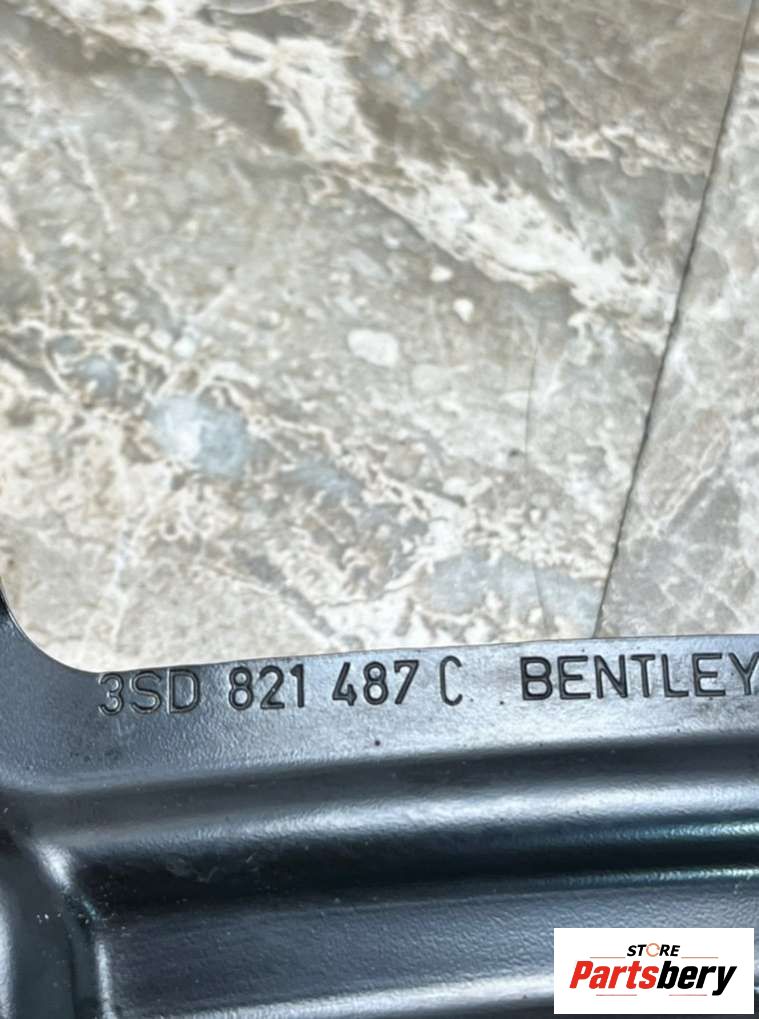 3SD 821 487 C BENTLEY
STORE
Partsbery